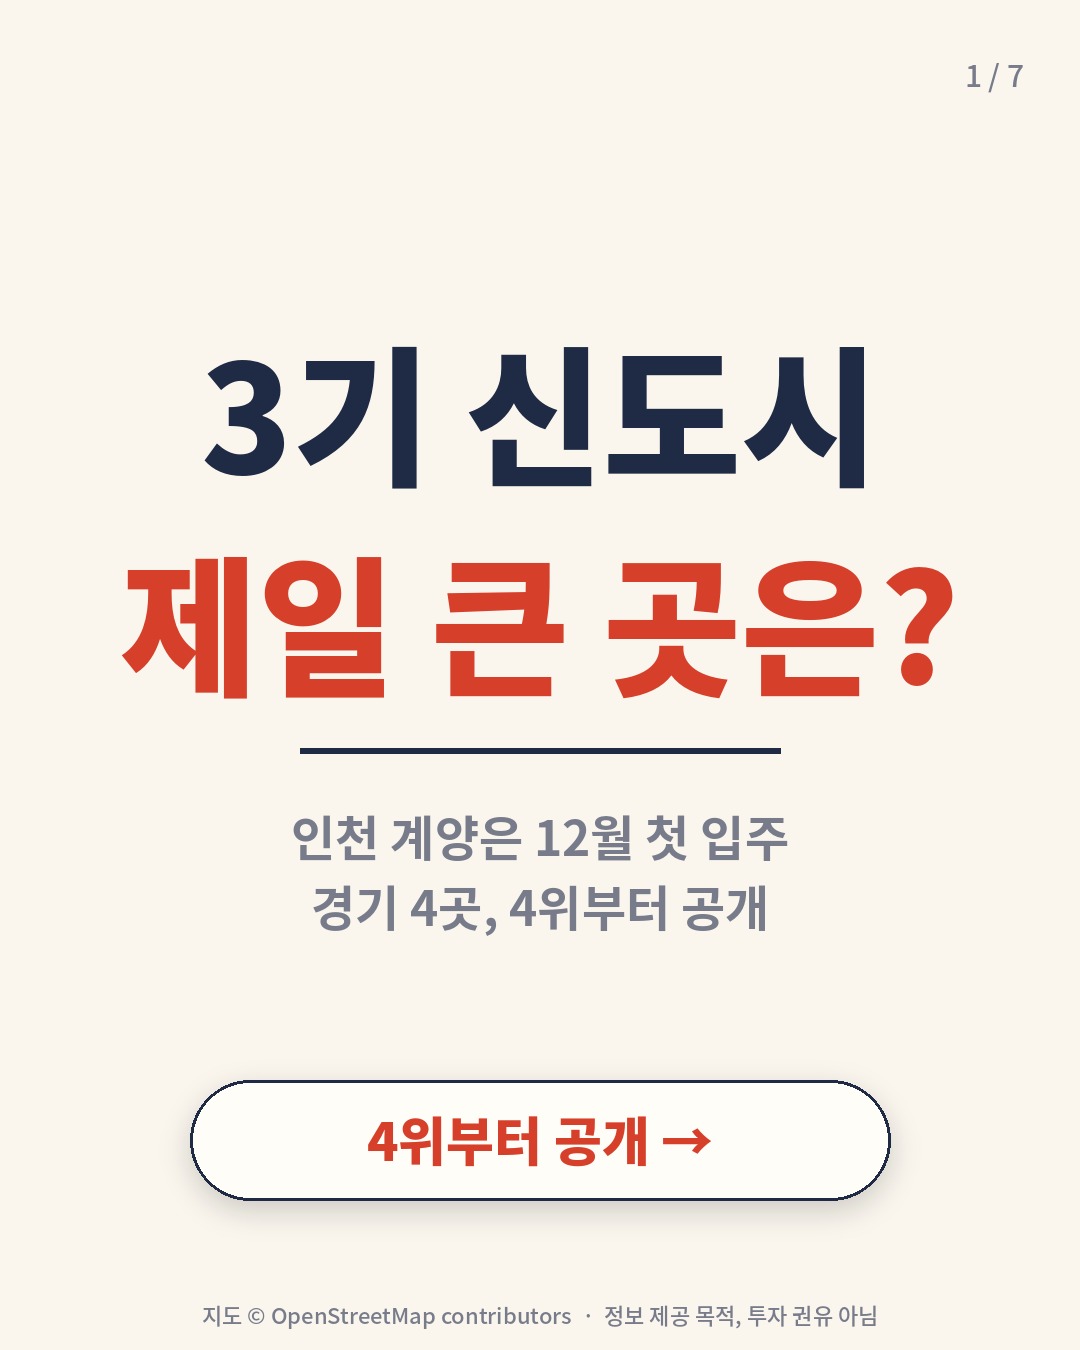 1 / 7
3기 신도시
제일 큰 곳은?
인천 계양은 12월 첫 입주
경기 4곳, 4위부터 공개
4위부터 공개 →
지도 © OpenStreetMap contributors · 정보 제공 목적, 투자 권유 아님